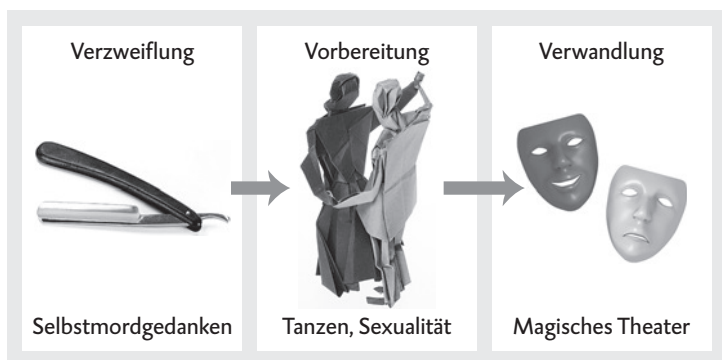 Verzweiflung
Selbstmordgedanken
Vorbereitung
Tanzen, Sexualität
Verwandlung
Magisches Theater